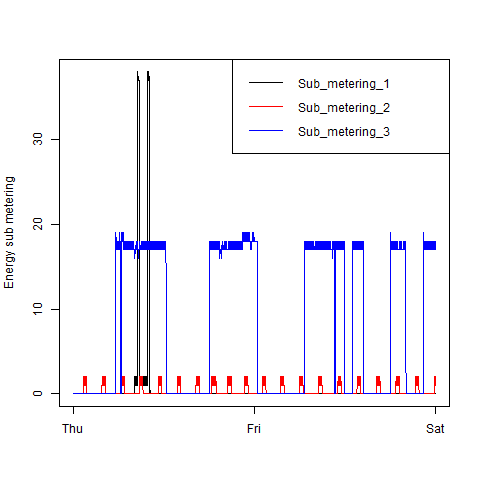 Sub_metering_1
Sub_metering_2
Sub_metering_3
Energy sub metering
30
20
10
0
Thu Fri Sat